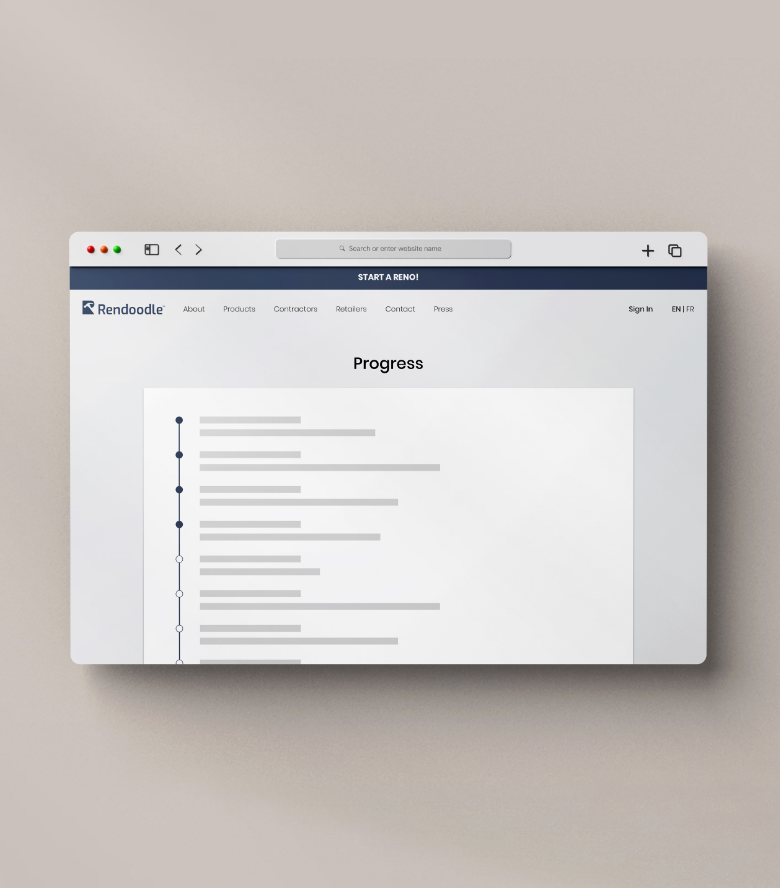 Search or enter website name
START A RENO!
Rendoodle About Products Contractors Retailers Contact Press Sign In EN | FR
Progress